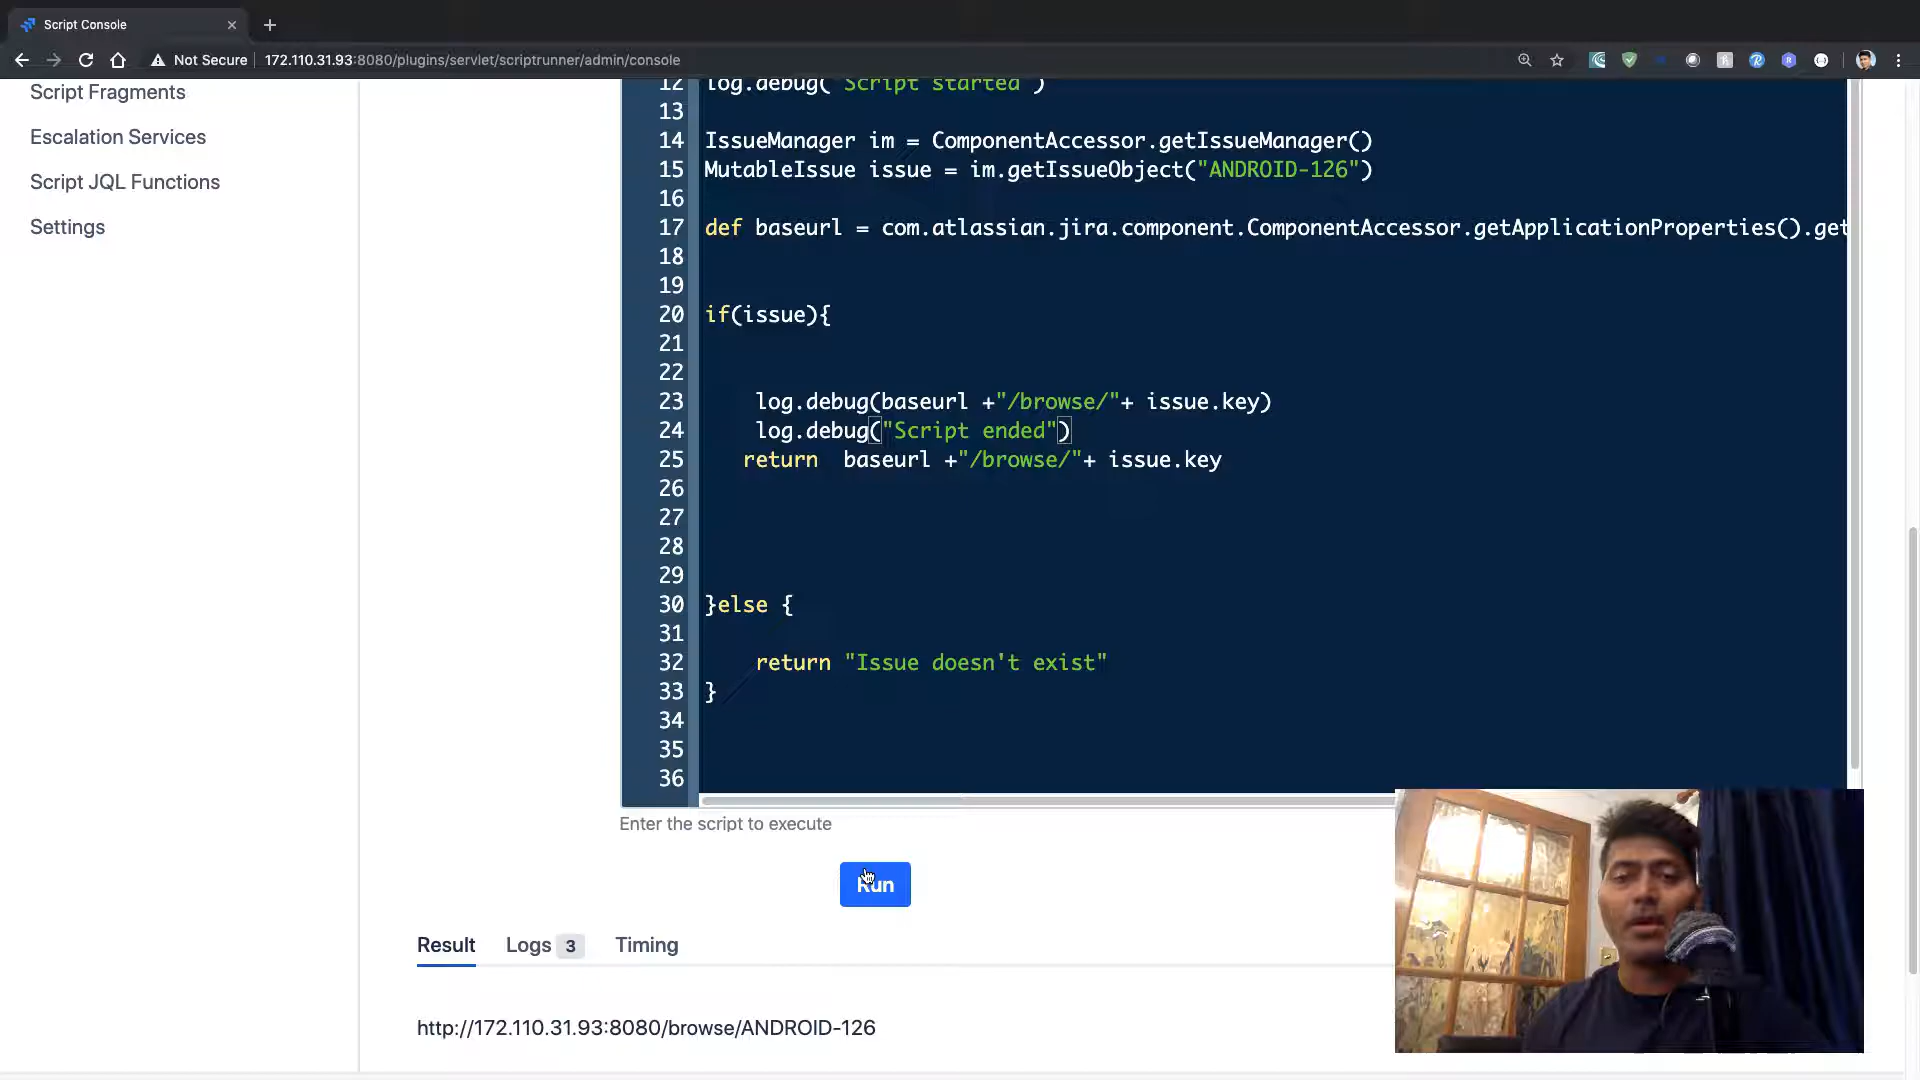 Script Console
Not Secure 172.110.31.93:8080/plugins/servlet/scriptrunner/admin/console
Script Fragments
Escalation Services
Script JQL Functions
Settings
12 log.debug("Script started")
13
14 IssueManager im = ComponentAccessor.getIssueManager()
15 MutableIssue issue = im.getIssueObject("ANDROID-126")
16
17 def baseurl = com.atlassian.jira.component.ComponentAccessor.getApplicationProperties().get
18
19
20 if(issue){
21
22
23 log.debug(baseurl +"/browse/"+ issue.key)
24 log.debug("Script ended")
25 return baseurl +"/browse/"+ issue.key
26
27
28
29
30 }else {
31
32 return "Issue doesn't exist"
33 }
34
35
36
Enter the script to execute
Run
Result Logs 3 Timing
http://172.110.31.93:8080/browse/ANDROID-126